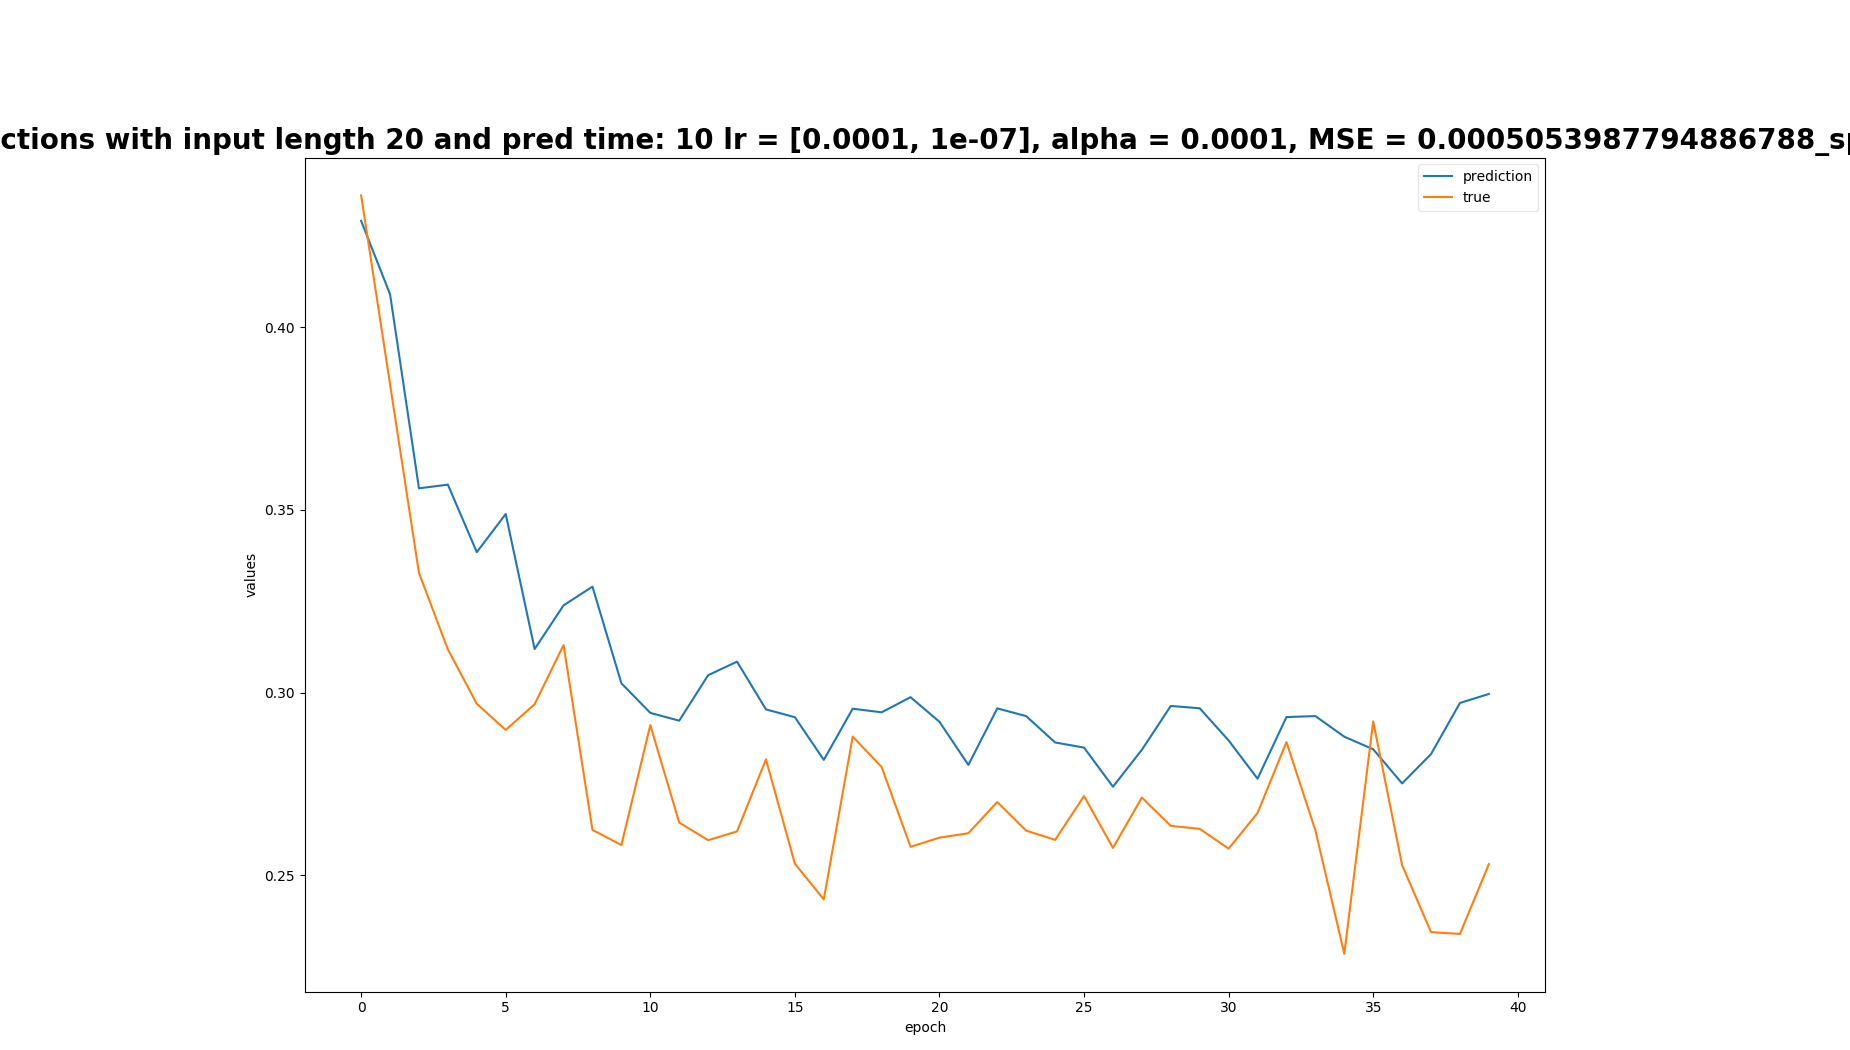 ctions with input length 20 and pred time: 10 lr = [0.0001, 1e-07], alpha = 0.0001, MSE = 0.0005053987794886788_sp
prediction
true
0.40
0.35
0.30
0.25
values
0 5 10 15 20 25 30 35 40
epoch